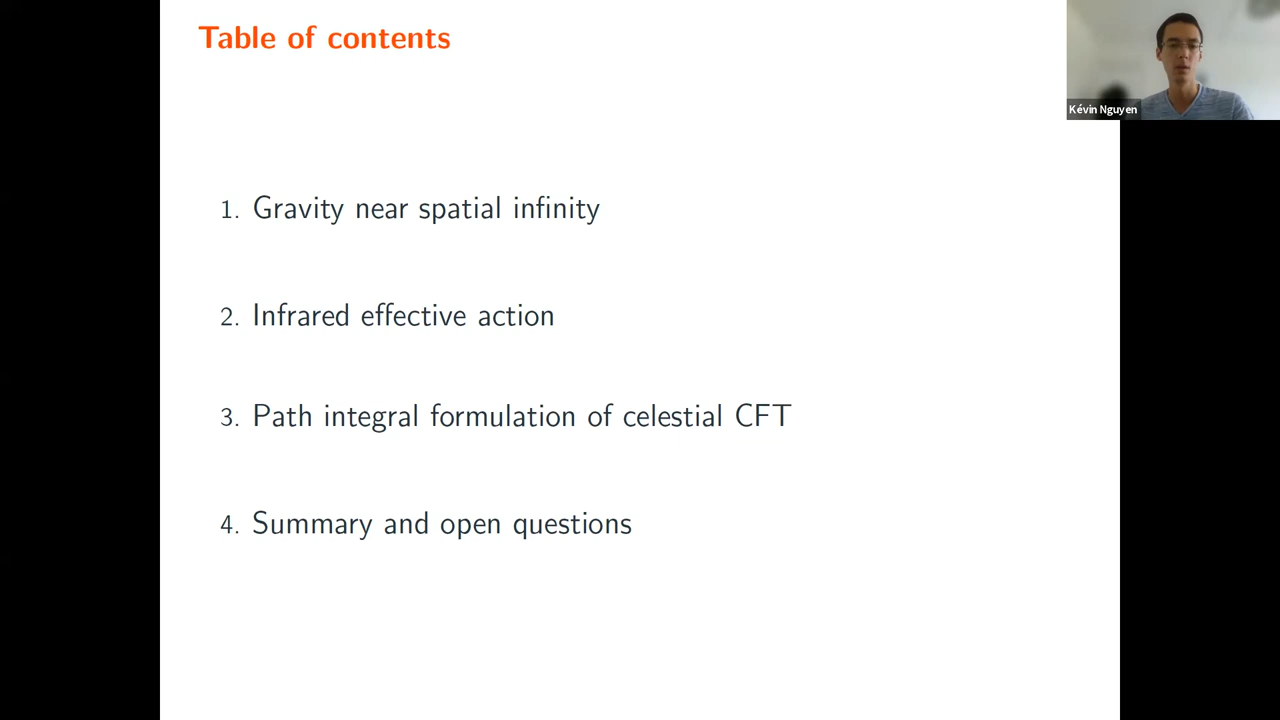 Table of contents
Kévin Nguyen
1. Gravity near spatial infinity
2. Infrared effective action
3. Path integral formulation of celestial CFT
4. Summary and open questions